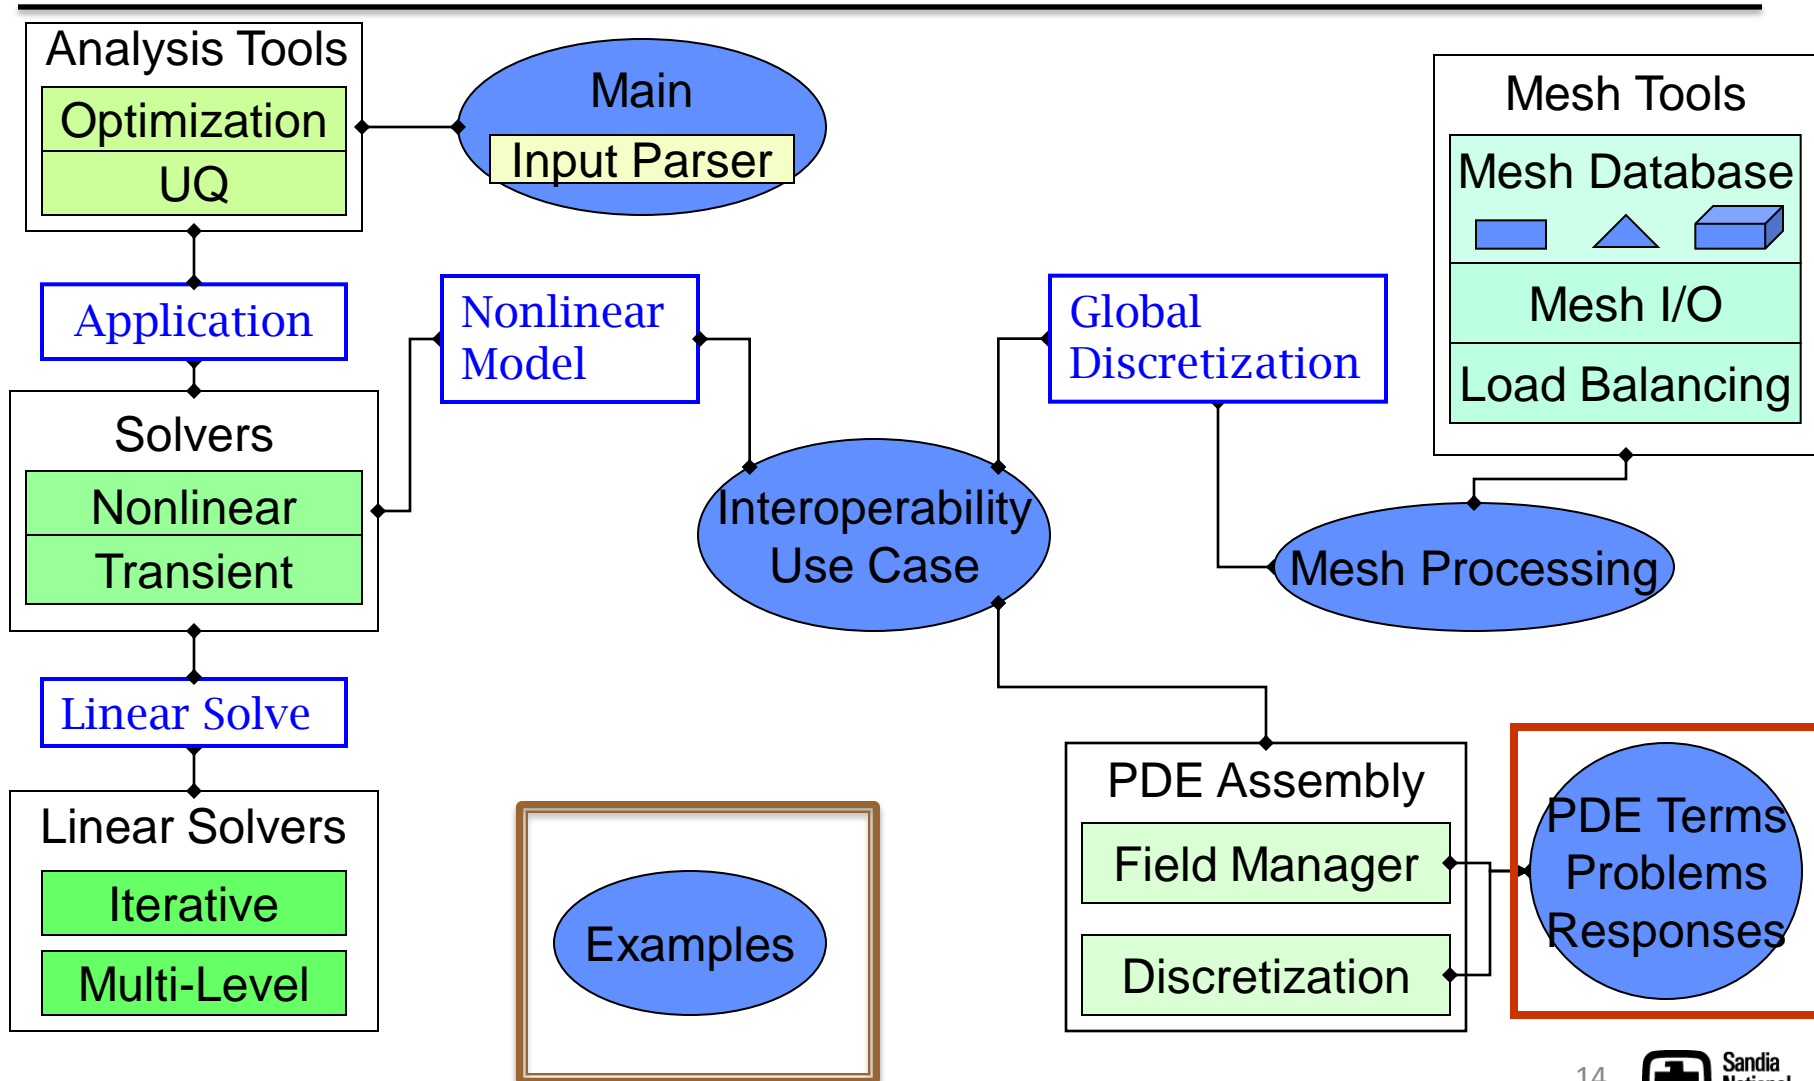 Analysis Tools
Optimization
UQ
Main
Input Parser
Mesh Tools
Mesh Database
Mesh I/O
Load Balancing
Application
Nonlinear
Model
Global
Discretization
Solvers
Nonlinear
Transient
Interoperability
Use Case
Mesh Processing
Linear Solve
Linear Solvers
Iterative
Multi-Level
Examples
PDE Assembly
Field Manager
Discretization
PDE Terms
Problems
Responses
14
Sandia
National